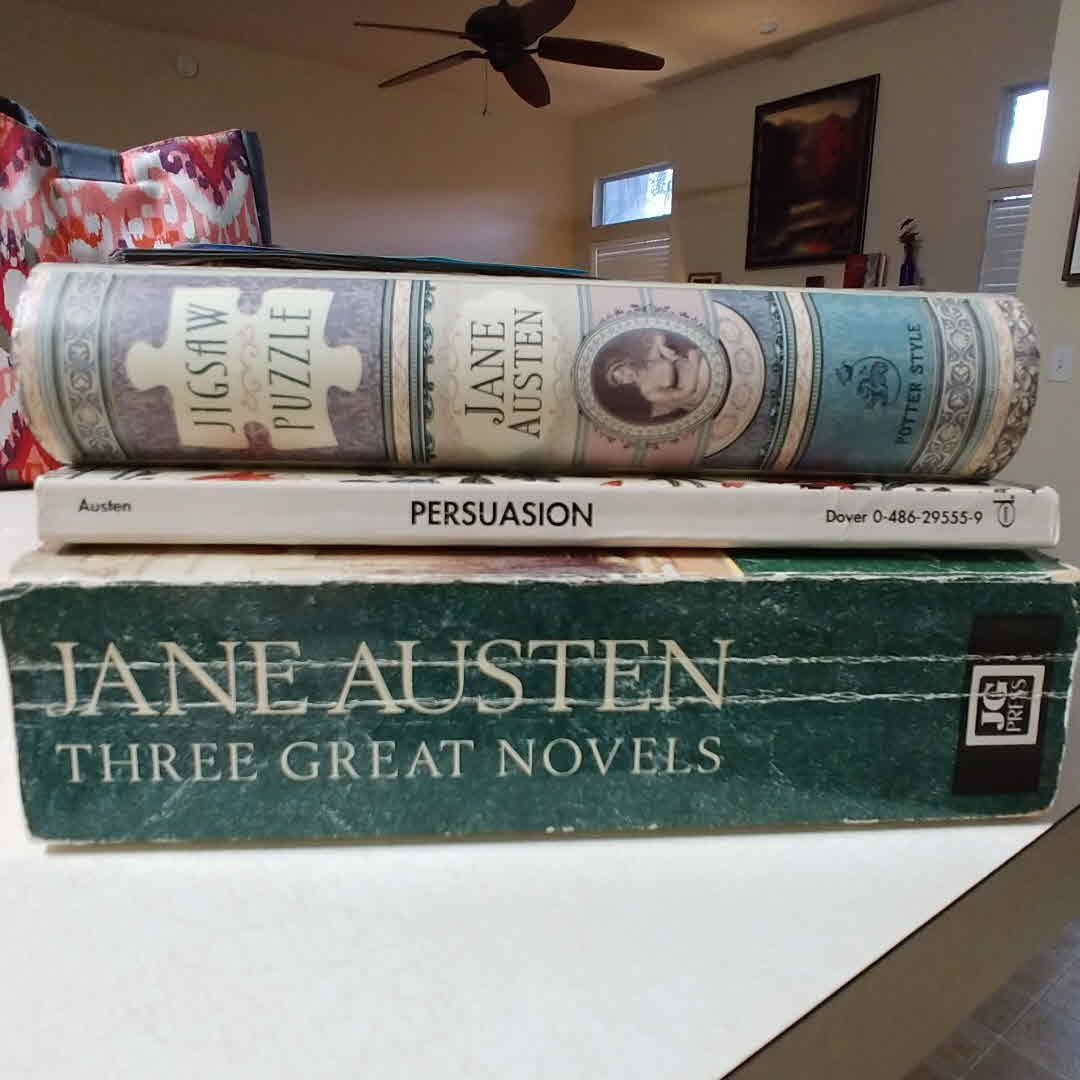 JIGSAW
PUZZLE
JANE
AUSTEN
POTTER STYLE
Austen
PERSUASION
Dover 0-486-29555-9
JANE AUSTEN
THREE GREAT NOVELS
JG
PRESS